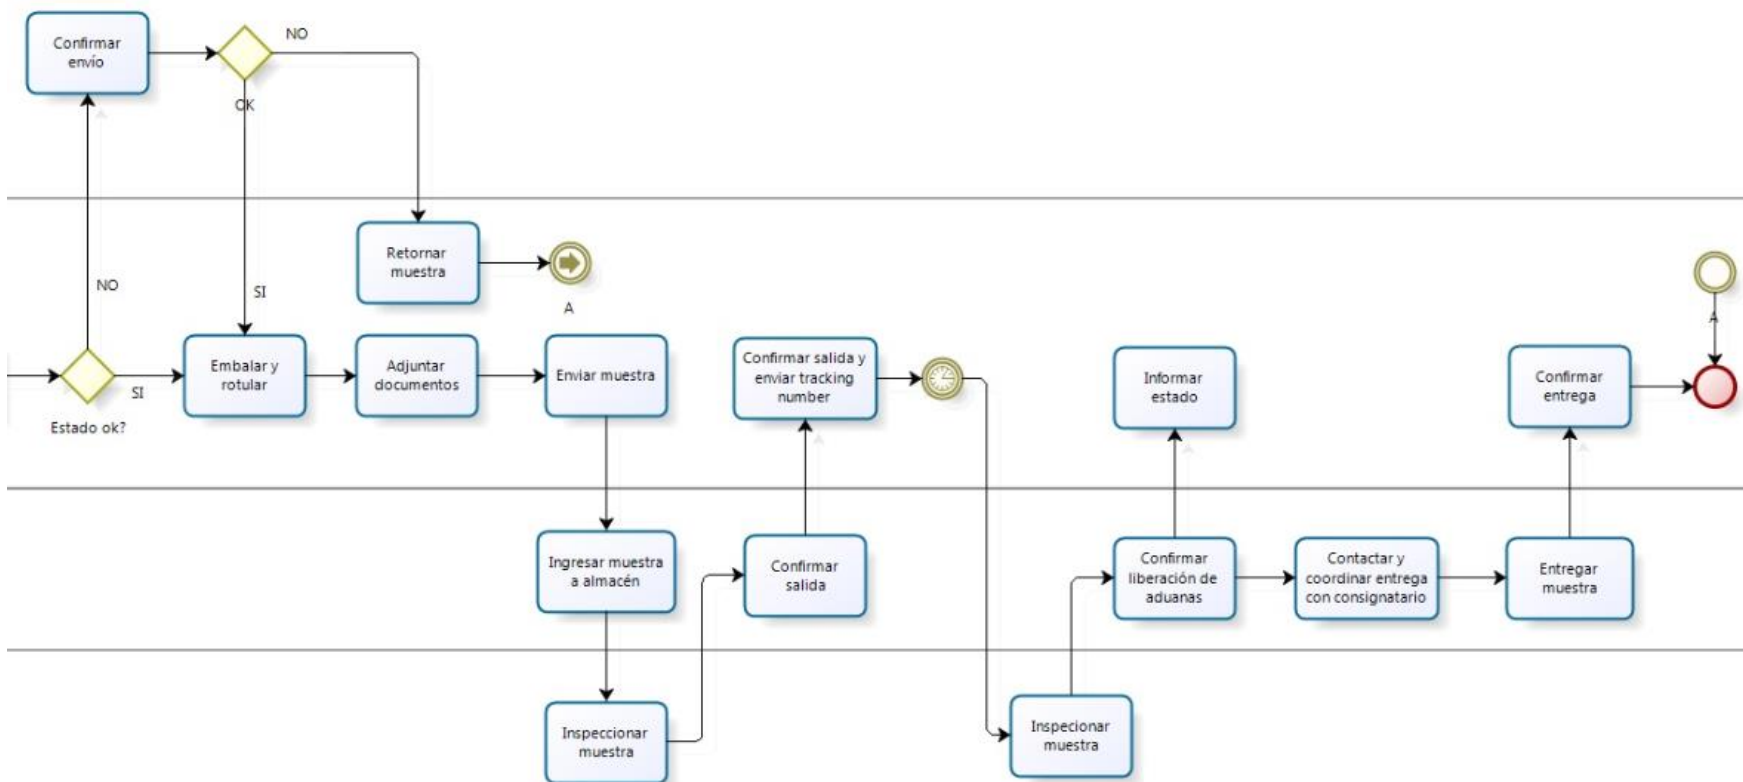 Confirmar
envío
NO
OK
Retornar
muestra
A
NO
SI
A
Embalar y
rotular
Adjuntar
documentos
Enviar muestra
Confirmar salida y
enviar tracking
number
Informar
estado
Confirmar
entrega
SI
Estado ok?
Ingresar muestra
a almacén
Confirmar
salida
Confirmar
liberación de
aduanas
Contactar y
coordinar entrega
con consignatario
Entregar
muestra
Inspeccionar
muestra
Inspecionar
muestra